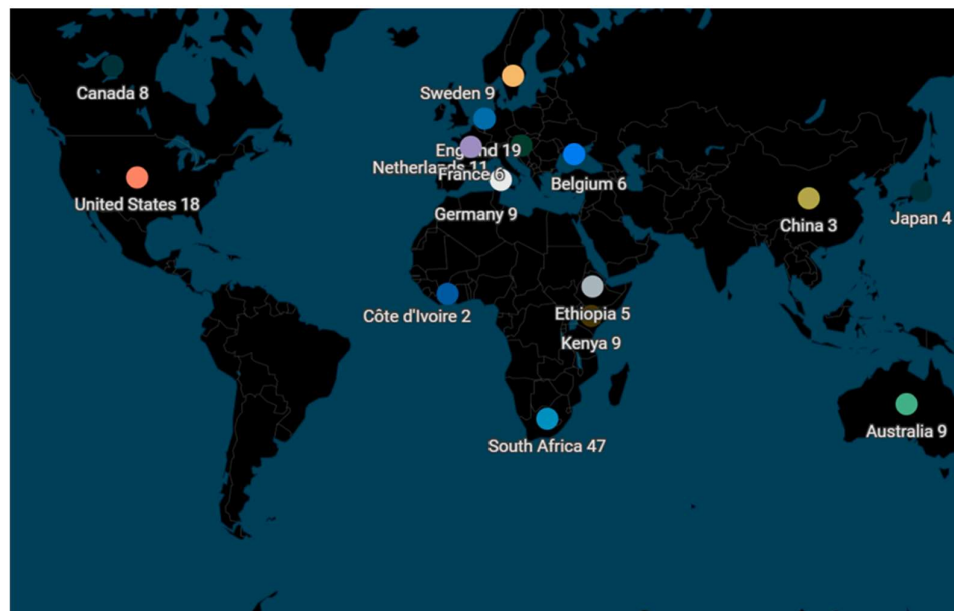 Canada 8
Sweden 9
England 19
Netherlands 11
France 6
Belgium 6
United States 18
Germany 9
China 3
Japan 4
Côte d'Ivoire 2
Ethiopia 5
Kenya 9
Australia 9
South Africa 47